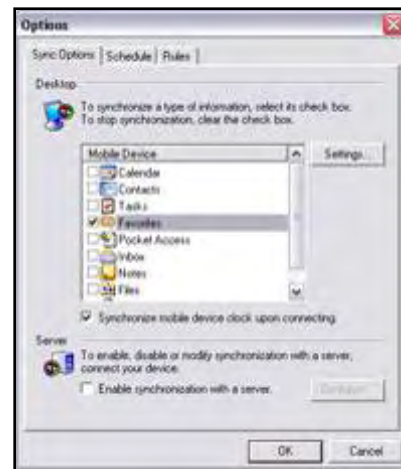 Options
Sync Options Schedule Rules
Desktop
To synchronize a type of information, select its check box.
To stop synchronization, clear the check box.
Mobile Device
Settings...
Calendar
Contacts
Tasks
Favorites
Pocket Access
Inbox
Notes
Files
Synchronize mobile device clock upon connecting
Server
To enable, disable or modify synchronization with a server,
connect your device.
Enable synchronization with a server.
OK Cancel